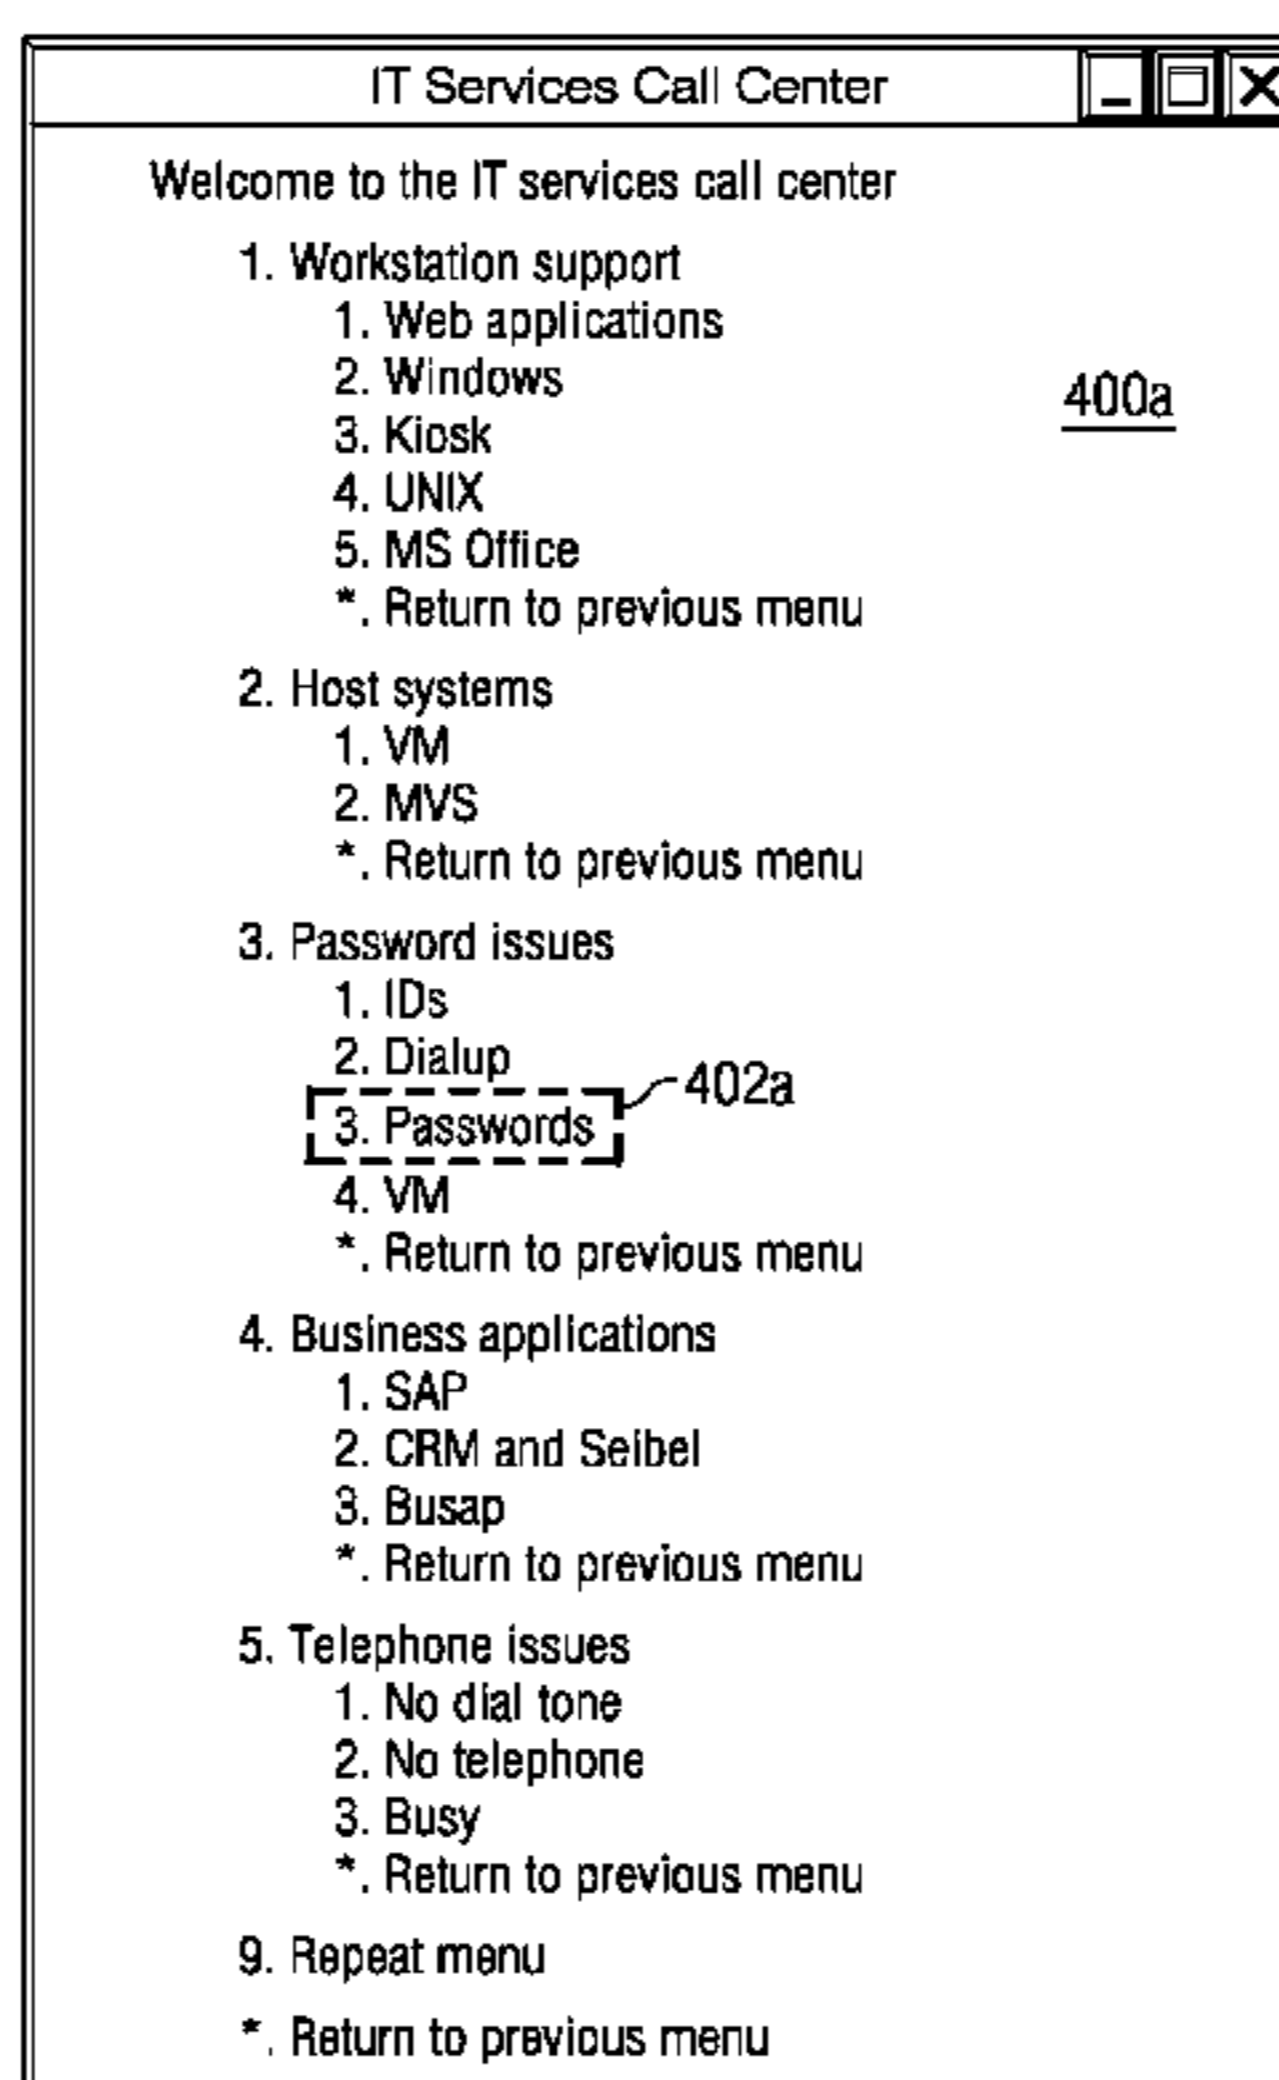 IT Services Call Center
Welcome to the IT services call center
1. Workstation support
1. Web applications
2. Windows
3. Kiosk
400a
4. UNIX
5. MS Office
*. Return to previous menu
2. Host systems
1. VM
2. MVS
*. Return to previous menu
3. Password issues
1. IDs
2. Dialup
402a
3. Passwords
4. VM
*. Return to previous menu
4. Business applications
1. SAP
2. CRM and Seibel
3. Busap
*. Return to previous menu
5. Telephone issues
1. No dial tone
2. No telephone
3. Busy
*. Return to previous menu
9. Repeat menu
*. Return to previous menu